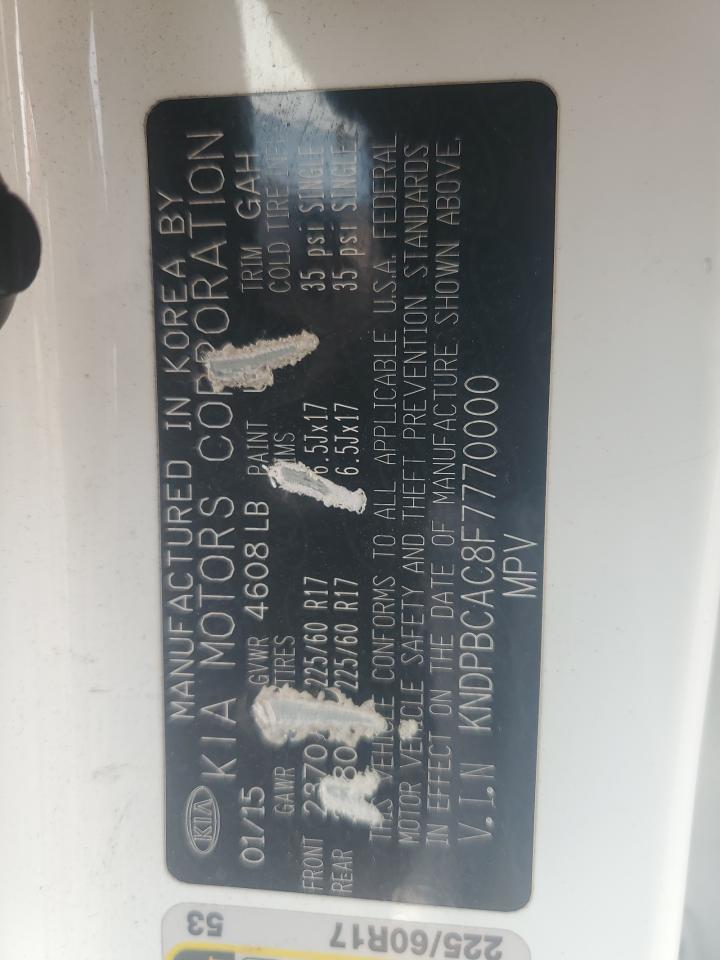 MANUFACTURED IN KOREA BY
KIA
KIA MOTORS CORPORATION
01/15 GVWR 4608 LB PAINT TRIM GAH
GAWR TIRES COLD TIRE
FRONT 225/60 R17 6.5Jx17 35 psi SINGLE
REAR 225/60 R17 6.5Jx17 35 psi SINGLE
THIS VEHICLE CONFORMS TO ALL APPLICABLE U.S.A. FEDERAL
MOTOR VEHICLE SAFETY AND THEFT PREVENTION STANDARDS
IN EFFECT ON THE DATE OF MANUFACTURE SHOWN ABOVE.
V.I.N KNDPBCAC8F7770000
MPV
225/60R17 53